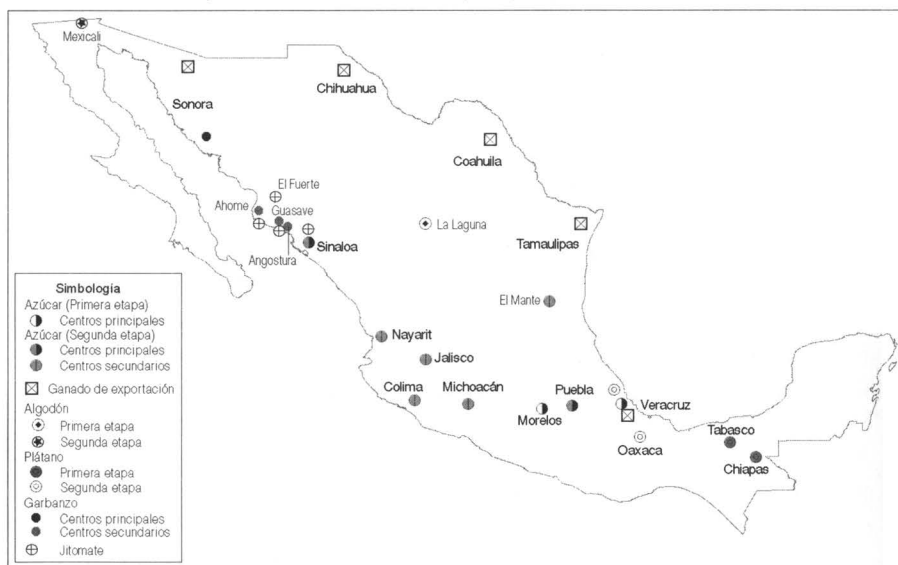 Mexicali
Sonora
Chihuahua
Coahuila
El Fuerte
Ahome
Guasave
La Laguna
Tamaulipas
Sinaloa
Angostura
El Mante
Nayarit
Jalisco
Colima
Michoacán
Puebla
Veracruz
Morelos
Oaxaca
Tabasco
Chiapas
Simbología
Azúcar (Primera etapa)
Centros principales
Azúcar (Segunda etapa)
Centros principales
Centros secundarios
Ganado de exportación
Algodón
Primera etapa
Segunda etapa
Plátano
Primera etapa
Segunda etapa
Garbanzo
Centros principales
Centros secundarios
Jitomate